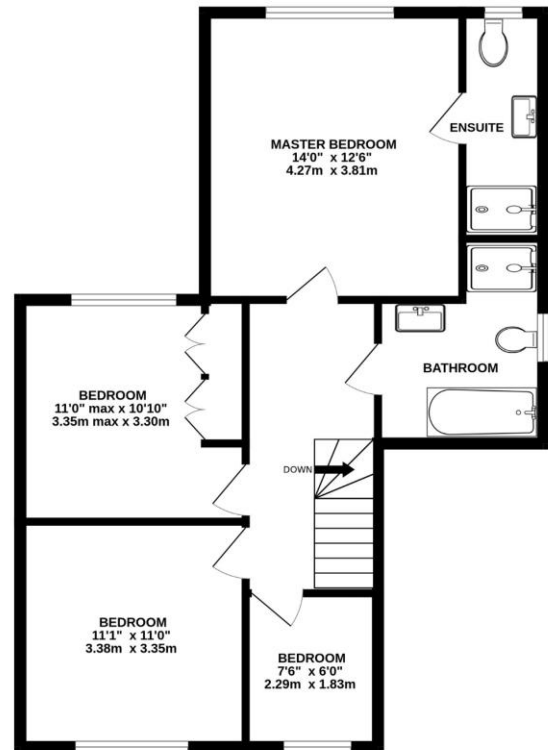 MASTER BEDROOM
14'0" x 12'6"
4.27m x 3.81m
ENSUITE
BEDROOM
11'0" max x 10'10"
3.35m max x 3.30m
BATHROOM
DOWN
BEDROOM
11'1" x 11'0"
3.38m x 3.35m
BEDROOM
7'6" x 6'0"
2.29m x 1.83m